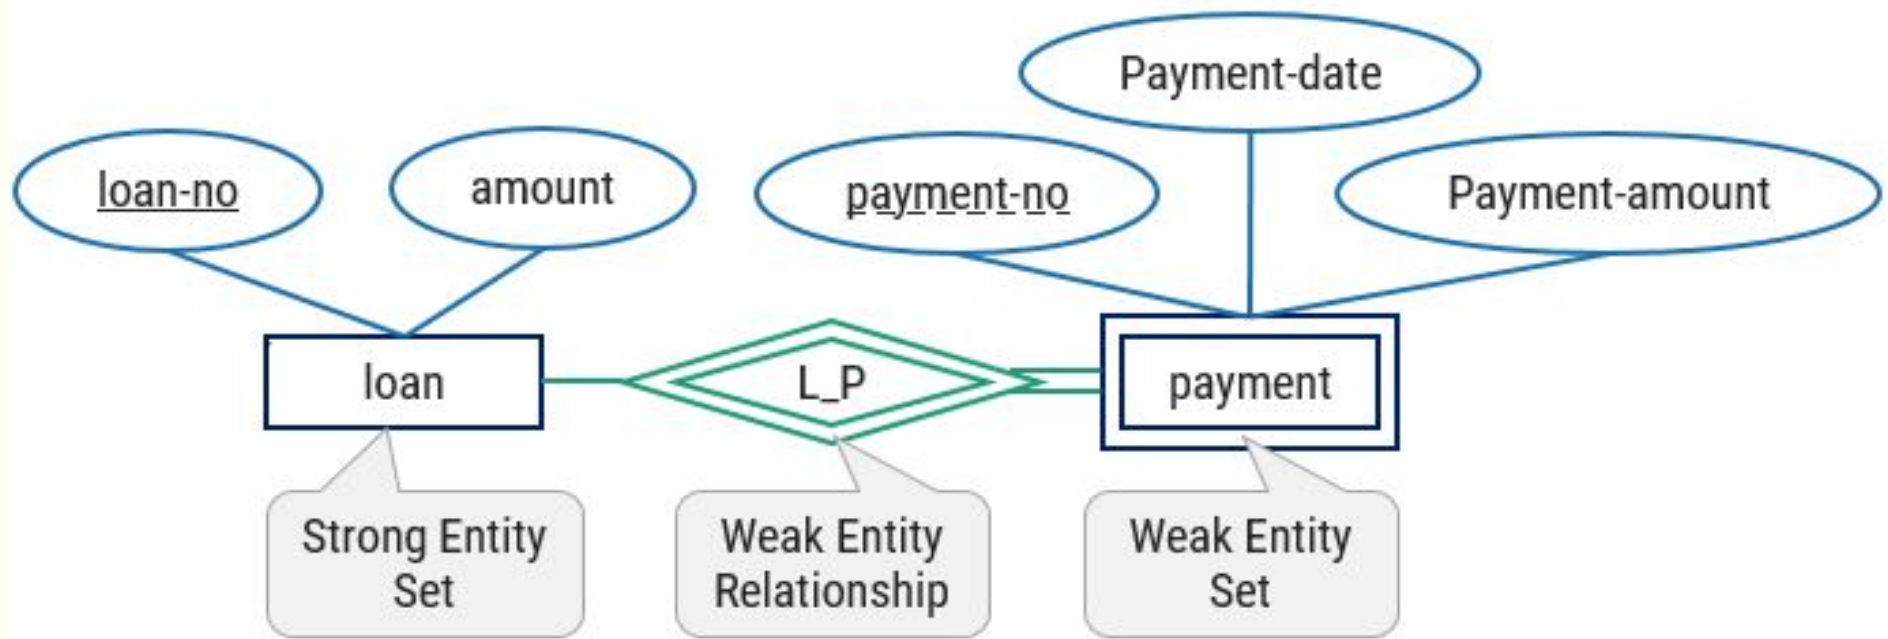 Payment-date
loan-no
amount
payment-no
Payment-amount
loan
L_P
payment
Strong Entity
Set
Weak Entity
Relationship
Weak Entity
Set